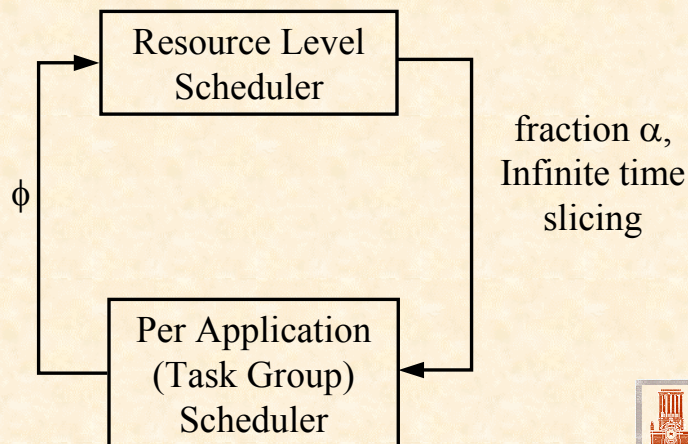 Resource Level
Scheduler
fraction α,
Infinite time
slicing
ϕ
Per Application
(Task Group)
Scheduler